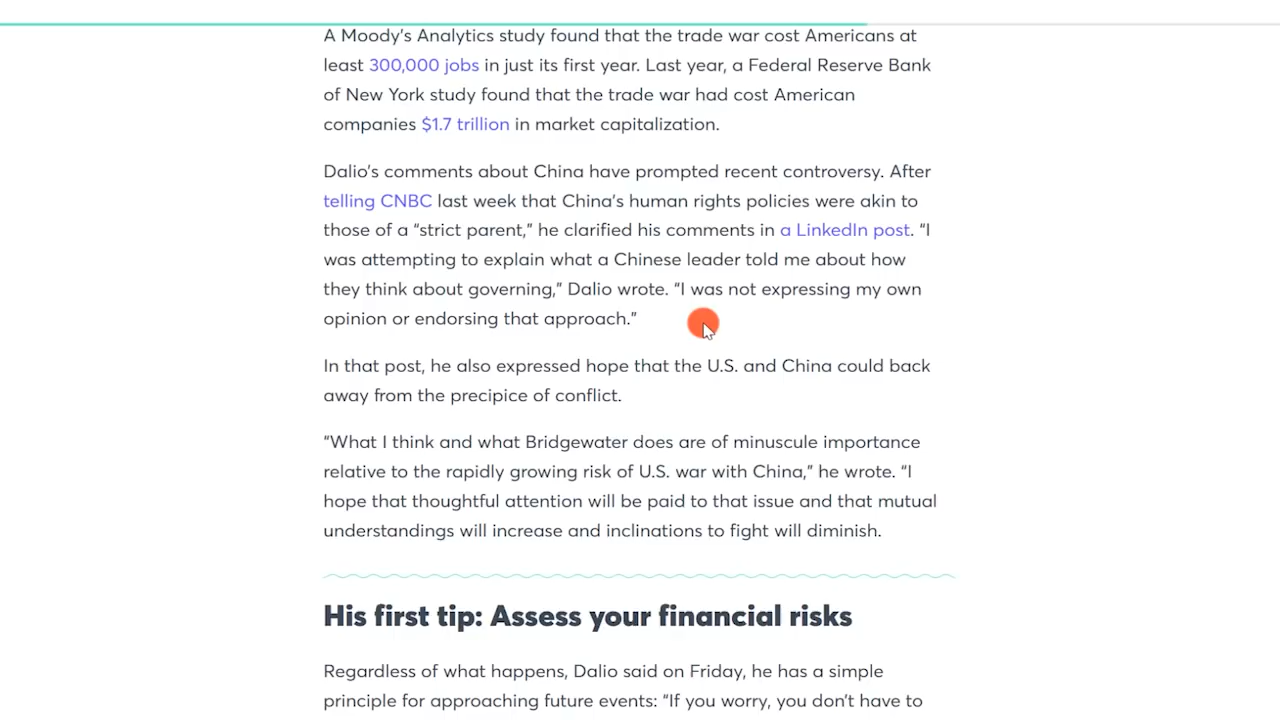 A Moody's Analytics study found that the trade war cost Americans at
least 300,000 jobs in just its first year. Last year, a Federal Reserve Bank
of New York study found that the trade war had cost American
companies $1.7 trillion in market capitalization.
Dalio's comments about China have prompted recent controversy. After
telling CNBC last week that China's human rights policies were akin to
those of a “strict parent,” he clarified his comments in a LinkedIn post. “I
was attempting to explain what a Chinese leader told me about how
they think about governing,” Dalio wrote. “I was not expressing my own
opinion or endorsing that approach.”
In that post, he also expressed hope that the U.S. and China could back
away from the precipice of conflict.
“What I think and what Bridgewater does are of minuscule importance
relative to the rapidly growing risk of U.S. war with China,” he wrote. “I
hope that thoughtful attention will be paid to that issue and that mutual
understandings will increase and inclinations to fight will diminish.
His first tip: Assess your financial risks
Regardless of what happens, Dalio said on Friday, he has a simple
principle for approaching future events: “If you worry, you don't have to